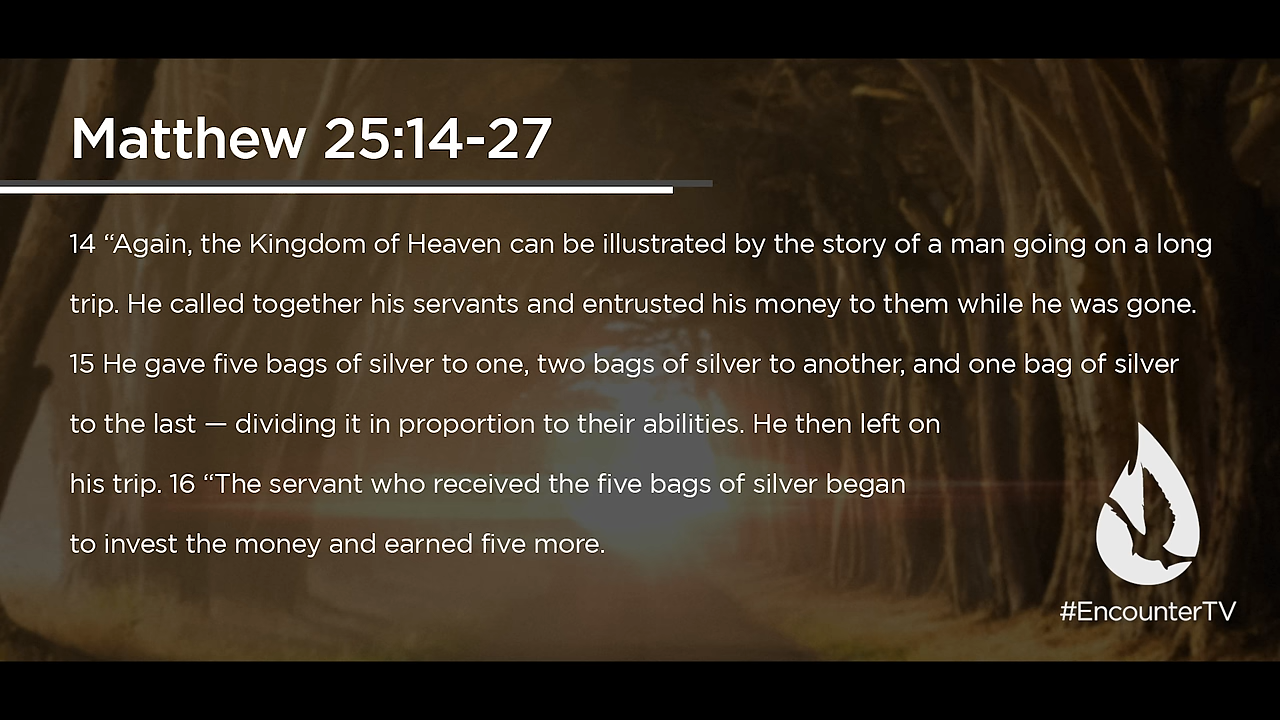 Matthew 25:14-27
14 “Again, the Kingdom of Heaven can be illustrated by the story of a man going on a long
trip. He called together his servants and entrusted his money to them while he was gone.
15 He gave five bags of silver to one, two bags of silver to another, and one bag of silver
to the last — dividing it in proportion to their abilities. He then left on
his trip. 16 “The servant who received the five bags of silver began
to invest the money and earned five more.
#EncounterTV